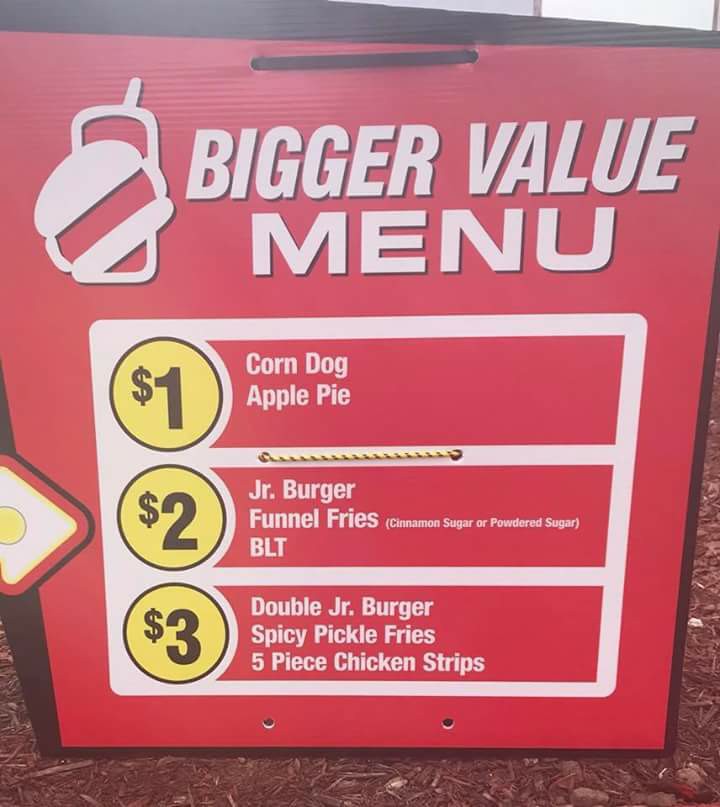 BIGGER VALUE
MENU
$1
Corn Dog
Apple Pie
$2
Jr. Burger
Funnel Fries (Cinnamon Sugar or Powdered Sugar)
BLT
$3
Double Jr. Burger
Spicy Pickle Fries
5 Piece Chicken Strips